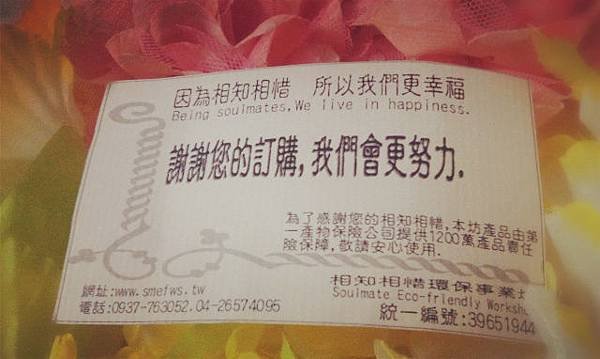 因為相知相惜 所以我們更幸福
Being soulmates,We live in happiness.
謝謝您的訂購,我們會更努力.
為了感謝您的相知相惜,本坊產品由第
一產物保險公司提供1200萬產品責任
險保障,敬請安心使用.
相知相惜環保事業
Soulmate Eco-friendly
網址:www.smefws.tw
電話:0937-763052.04-26574095
統一編號:39651944